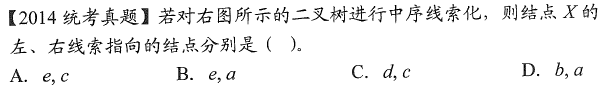 【2014 统考真题】若对右图所示的二叉树进行中序线索化，则结点 X 的
左、右线索指向的结点分别是（ ）。
A. e, c B. e, a C. d, c D. b, a